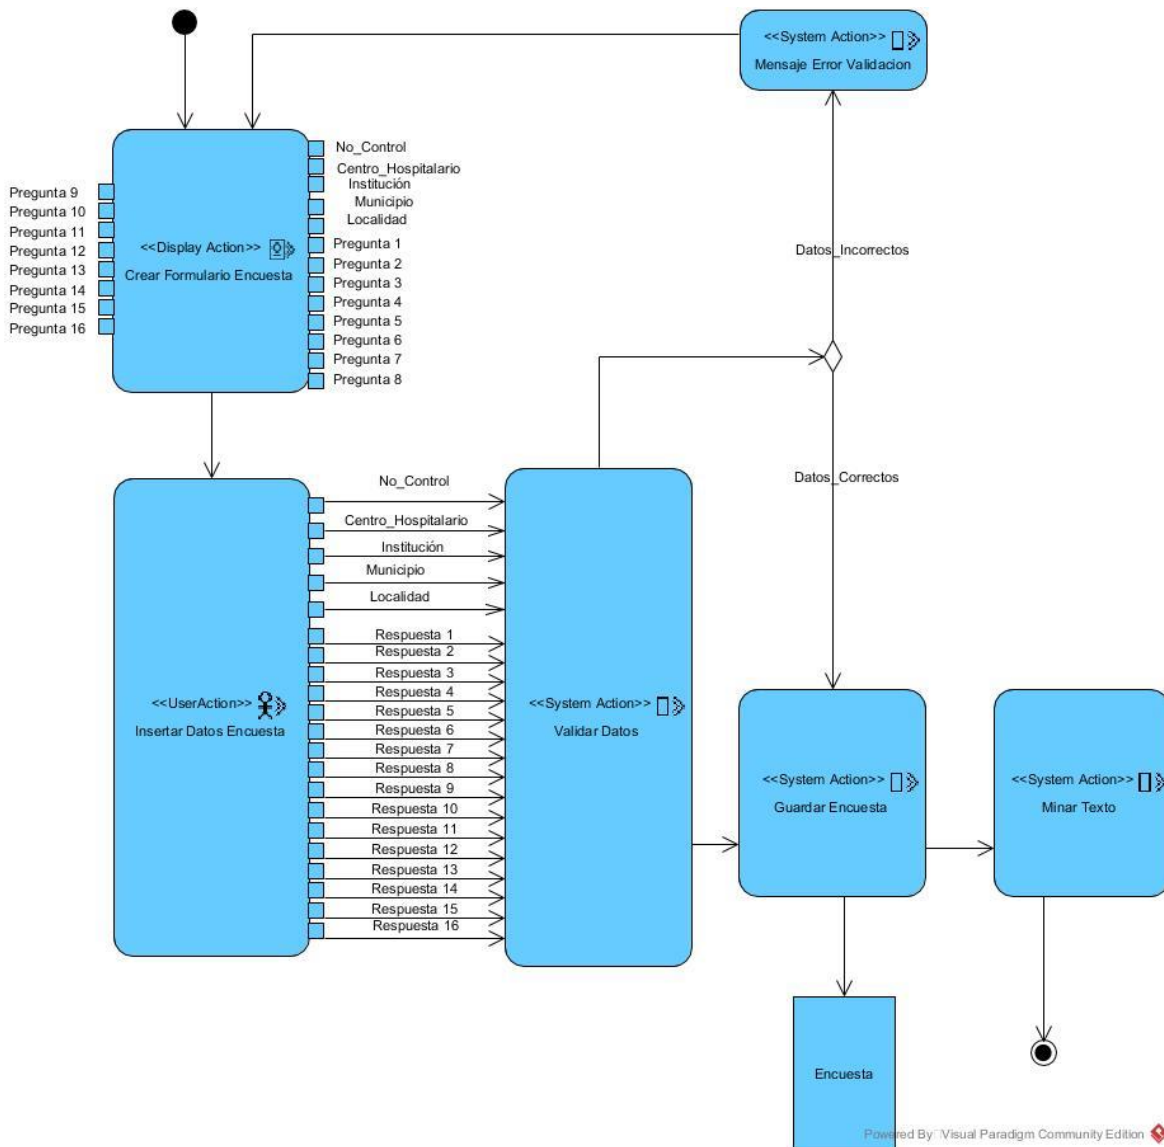 <<System Action>>
Mensaje Error Validacion
No_Control
Centro_Hospitalario
Institución
Municipio
Localidad
Pregunta 1
Pregunta 2
Pregunta 3
Pregunta 4
Pregunta 5
Pregunta 6
Pregunta 7
Pregunta 8
Pregunta 9
Pregunta 10
Pregunta 11
Pregunta 12
Pregunta 13
Pregunta 14
Pregunta 15
Pregunta 16
<<Display Action>>
Crear Formulario Encuesta
Datos_Incorrectos
Datos_Correctos
<<UserAction>>
Insertar Datos Encuesta
No_Control
Centro_Hospitalario
Institución
Municipio
Localidad
Respuesta 1
Respuesta 2
Respuesta 3
Respuesta 4
Respuesta 5
Respuesta 6
Respuesta 7
Respuesta 8
Respuesta 9
Respuesta 10
Respuesta 11
Respuesta 12
Respuesta 13
Respuesta 14
Respuesta 15
Respuesta 16
<<System Action>>
Validar Datos
<<System Action>>
Guardar Encuesta
<<System Action>>
Minar Texto
Encuesta
Powered By Visual Paradigm Community Edition